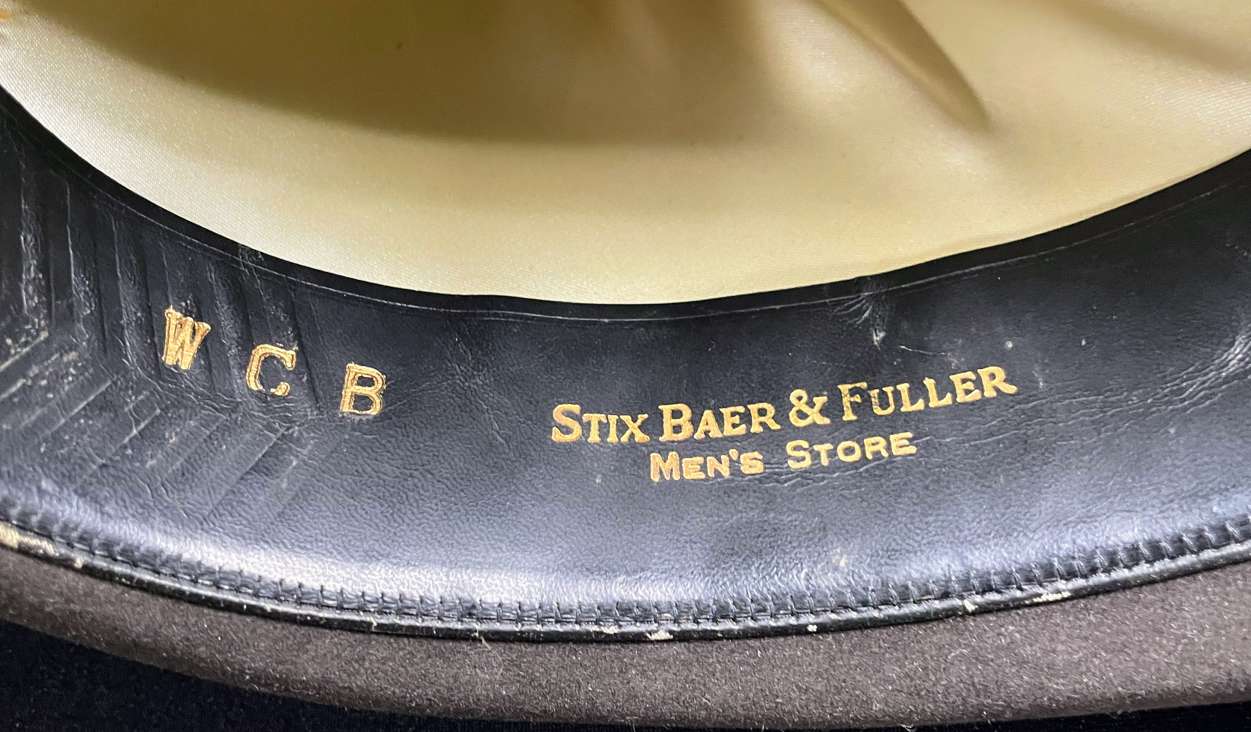 W C B
STIX BAER & FULLER
MEN'S STORE